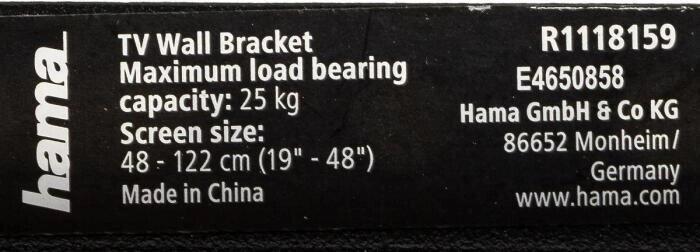 hama
TV Wall Bracket
Maximum load bearing
capacity: 25 kg
Screen size:
48 - 122 cm (19" - 48")
Made in China
R1118159
E4650858
Hama GmbH & Co KG
86652 Monheim/
Germany
www.hama.com